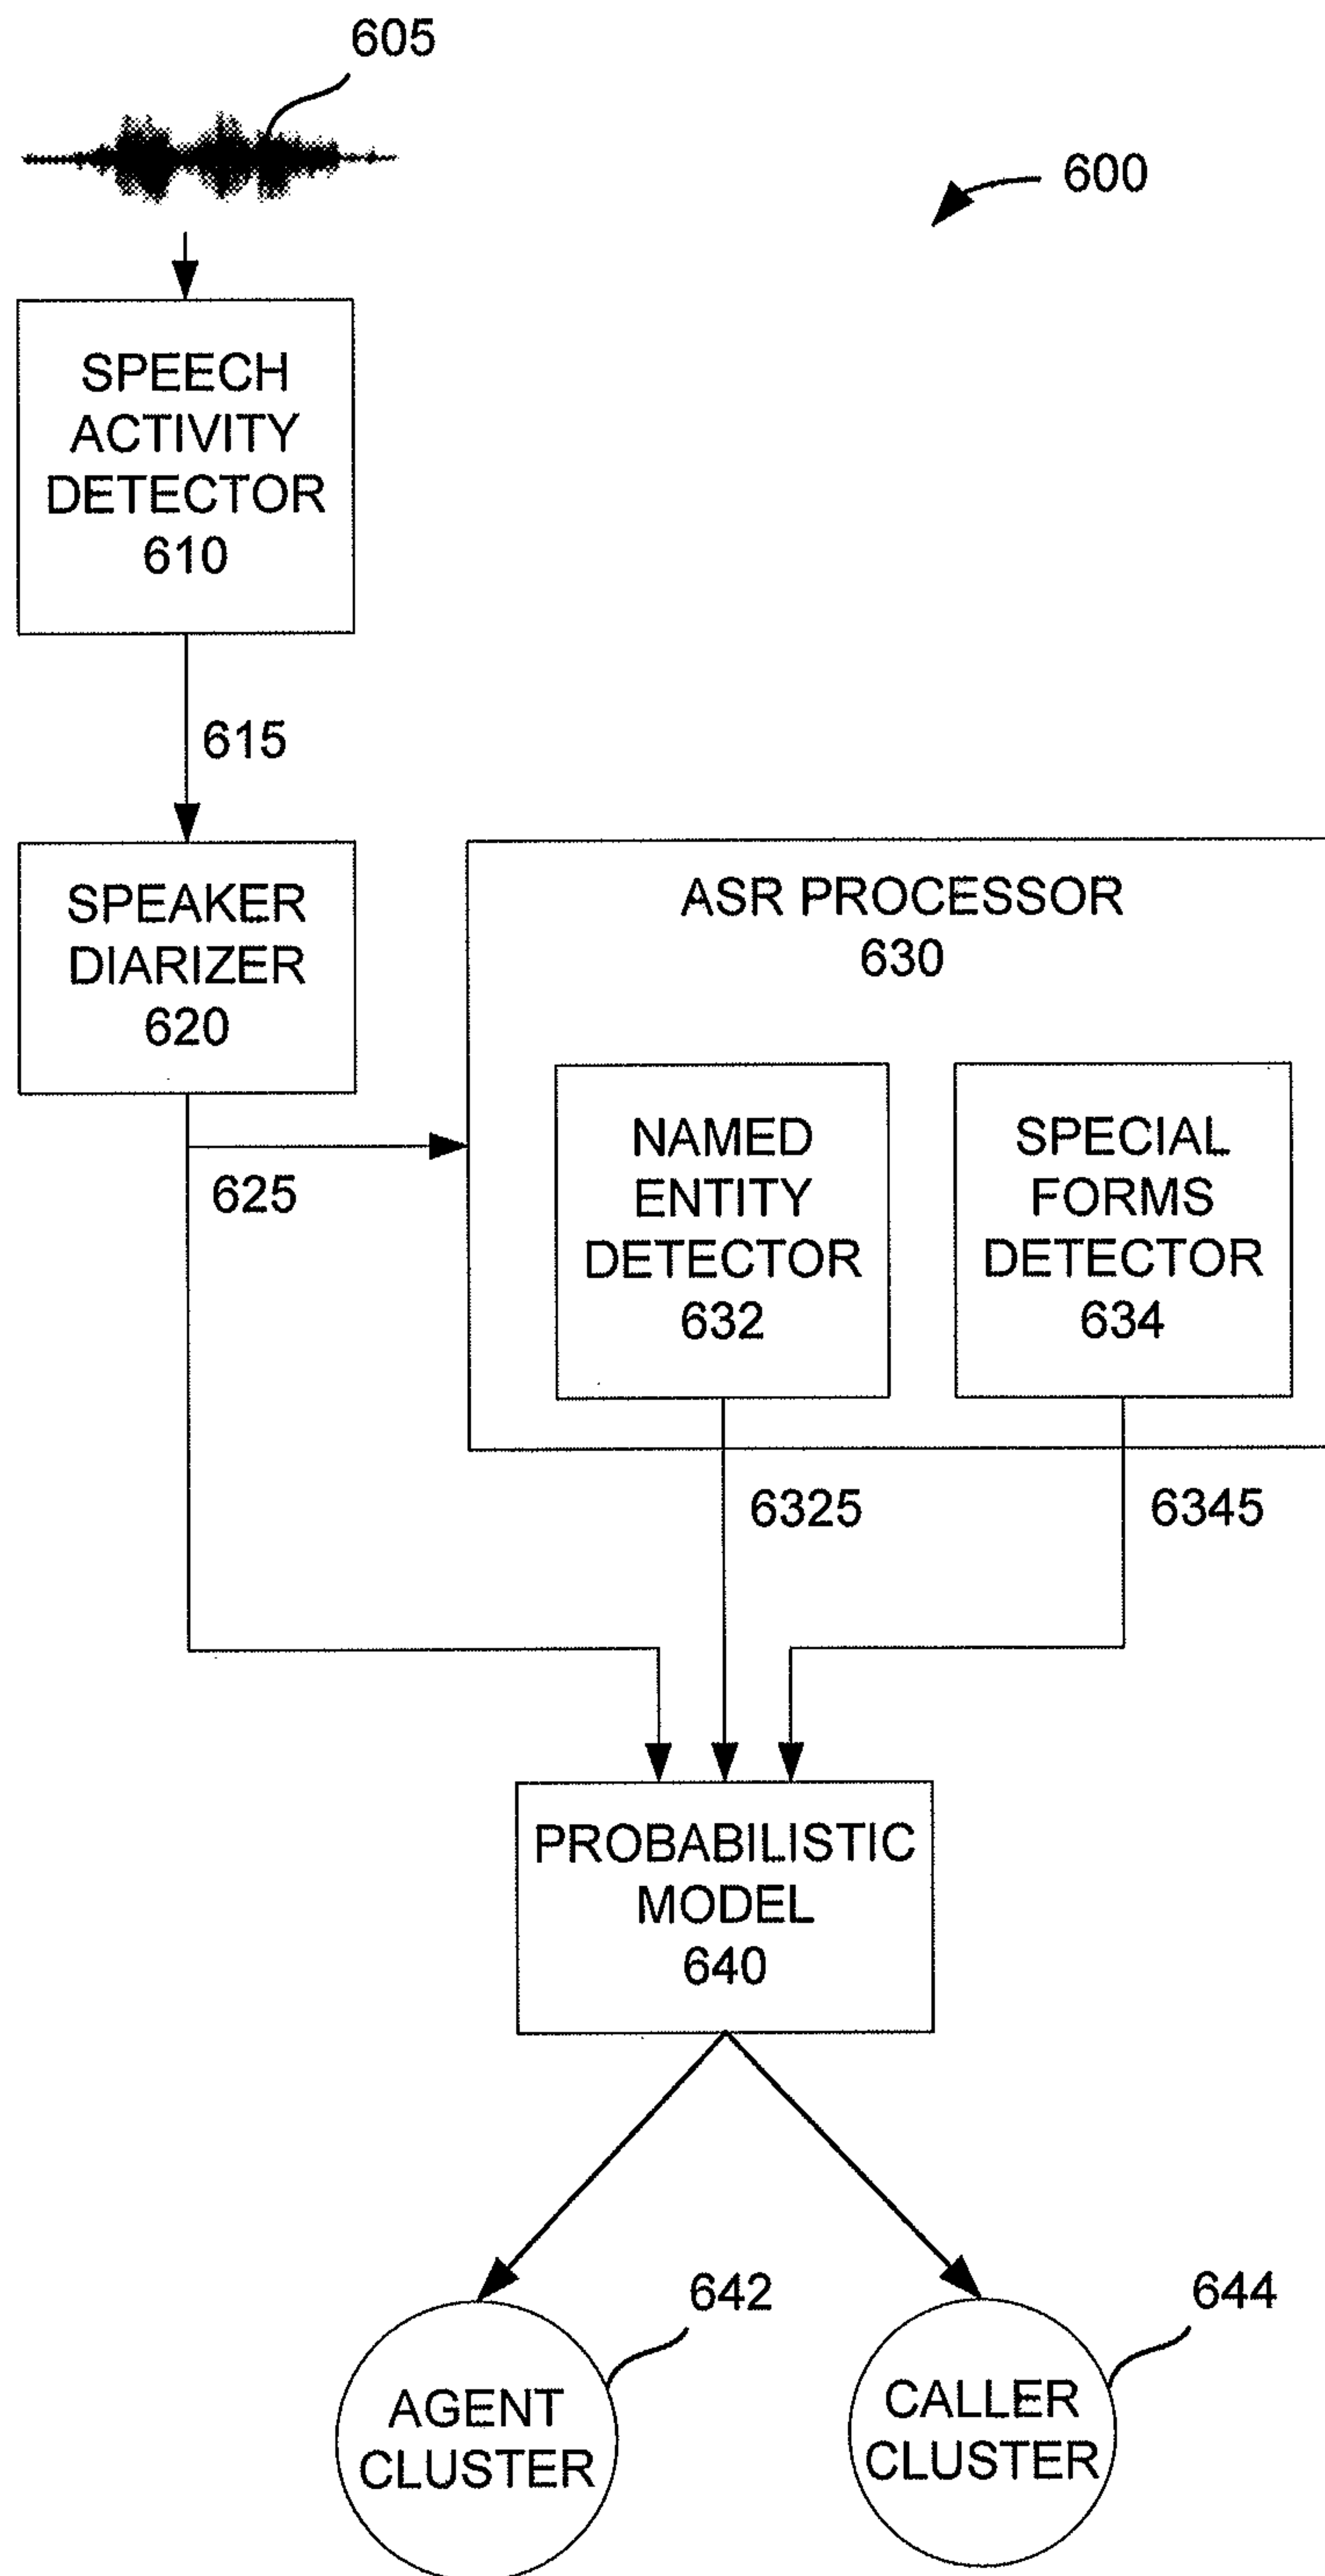 605
600
SPEECH
ACTIVITY
DETECTOR
610
615
SPEAKER
DIARIZER
620
625
ASR PROCESSOR
630
NAMED
ENTITY
DETECTOR
632
SPECIAL
FORMS
DETECTOR
634
6325
6345
PROBABILISTIC
MODEL
640
642
644
AGENT
CLUSTER
CALLER
CLUSTER